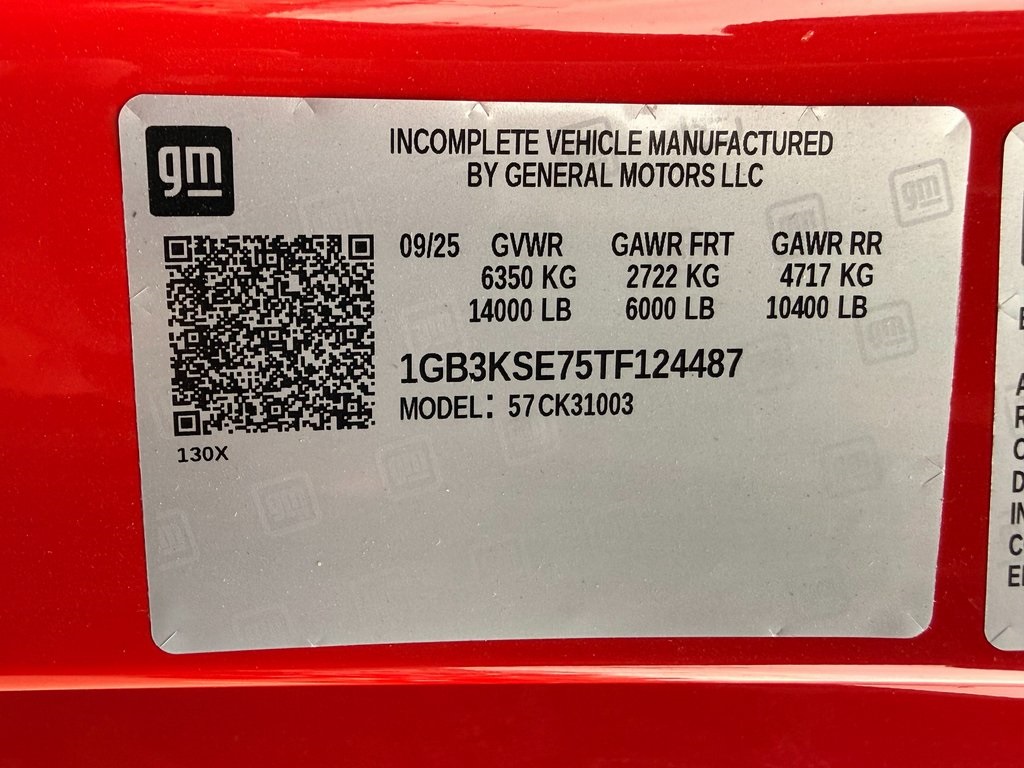 gm
INCOMPLETE VEHICLE MANUFACTURED
BY GENERAL MOTORS LLC
09/25 GVWR GAWR FRT GAWR RR
6350 KG 2722 KG 4717 KG
14000 LB 6000 LB 10400 LB
1GB3KSE75TF124487
MODEL: 57CK31003
130X